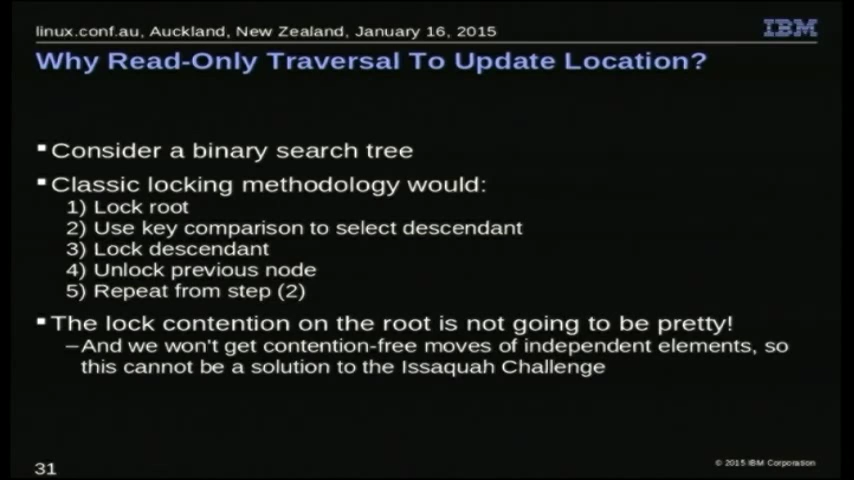 linux.conf.au, Auckland, New Zealand, January 16, 2015
IBM
Why Read-Only Traversal To Update Location?
▪Consider a binary search tree
▪Classic locking methodology would:
1) Lock root
2) Use key comparison to select descendant
3) Lock descendant
4) Unlock previous node
5) Repeat from step (2)
▪The lock contention on the root is not going to be pretty!
–And we won't get contention-free moves of independent elements, so
this cannot be a solution to the Issaquah Challenge
31
© 2015 IBM Corporation